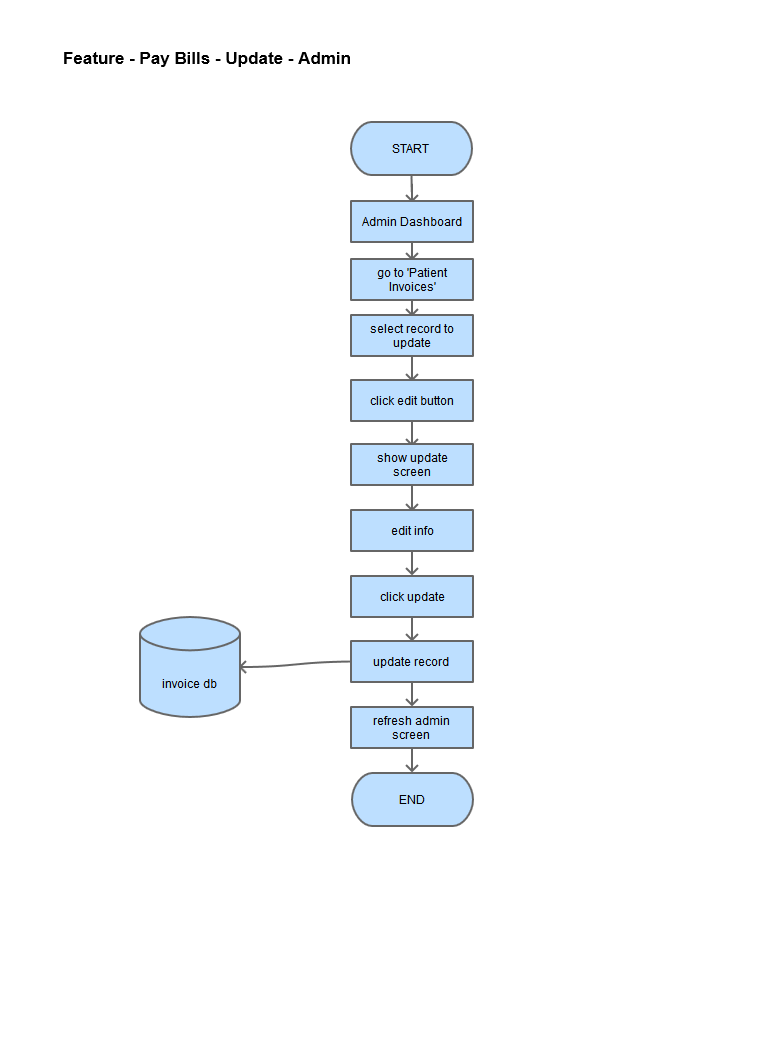 Feature - Pay Bills - Update - Admin
START
Admin Dashboard
go to 'Patient
Invoices'
select record to
update
click edit button
show update
screen
edit info
click update
update record
invoice db
refresh admin
screen
END